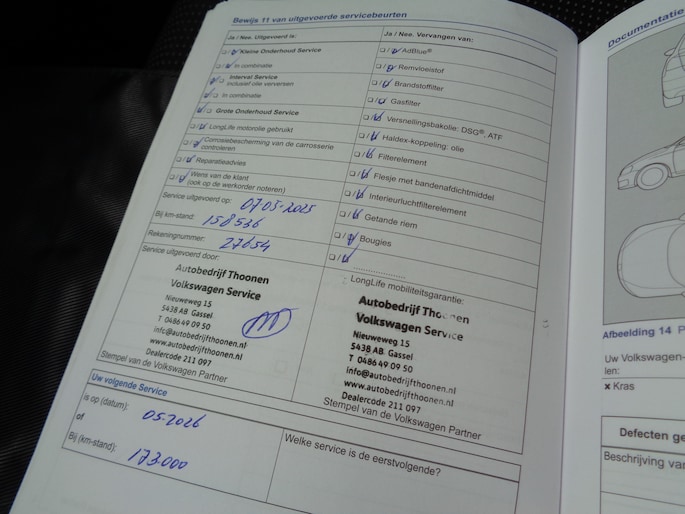 Bewijs 11 van uitgevoerde servicebeurten
Ja / Nee. Uitgevoerd is:
Kleine Onderhoud Service
In combinatie
Interval Service
inclusief olie verversen
In combinatie
Grote Onderhoud Service
LongLife motorolie gebruikt
Corrosiebescherming van de carrosserie
controleren
Reparatieadvies
Wens van de klant
(ook op de werkorder noteren)
Service uitgevoerd op: 07-05-2025
Bij km-stand: 158536
Rekeningnummer: 27654
Service uitgevoerd door:
Autobedrijf Thoonen
Volkswagen Service
Nieuweweg 15
5438 AB Gassel
T 0486 49 09 50
info@autobedrijfthoonen.nl
www.autobedrijfthoonen.nl
Dealercode 211 097
Stempel van de Volkswagen Partner
Ja / Nee. Vervangen van:
AdBlue®
Remvloeistof
Brandstoffilter
Gasfilter
Versnellingsbakolie: DSG®, ATF
Haldex-koppeling: olie
Filterelement
Flesje met bandenafdichtmiddel
Interieurluchtfilterelement
Getande riem
Bougies
LongLife mobiliteitsgarantie:
Autobedrijf Thoonen
Volkswagen Service
Nieuweweg 15
5438 AB Gassel
T 0486 49 09 50
info@autobedrijfthoonen.nl
www.autobedrijfthoonen.nl
Dealercode 211 097
Stempel van de Volkswagen Partner
Uw volgende Service
is op (datum): 05-2026
of
Bij (km-stand): 173.000
Welke service is de eerstvolgende?
Documentatie
Afbeelding 14
Uw Volkswagen-
len:
× Kras
Defecten ge
Beschrijving van